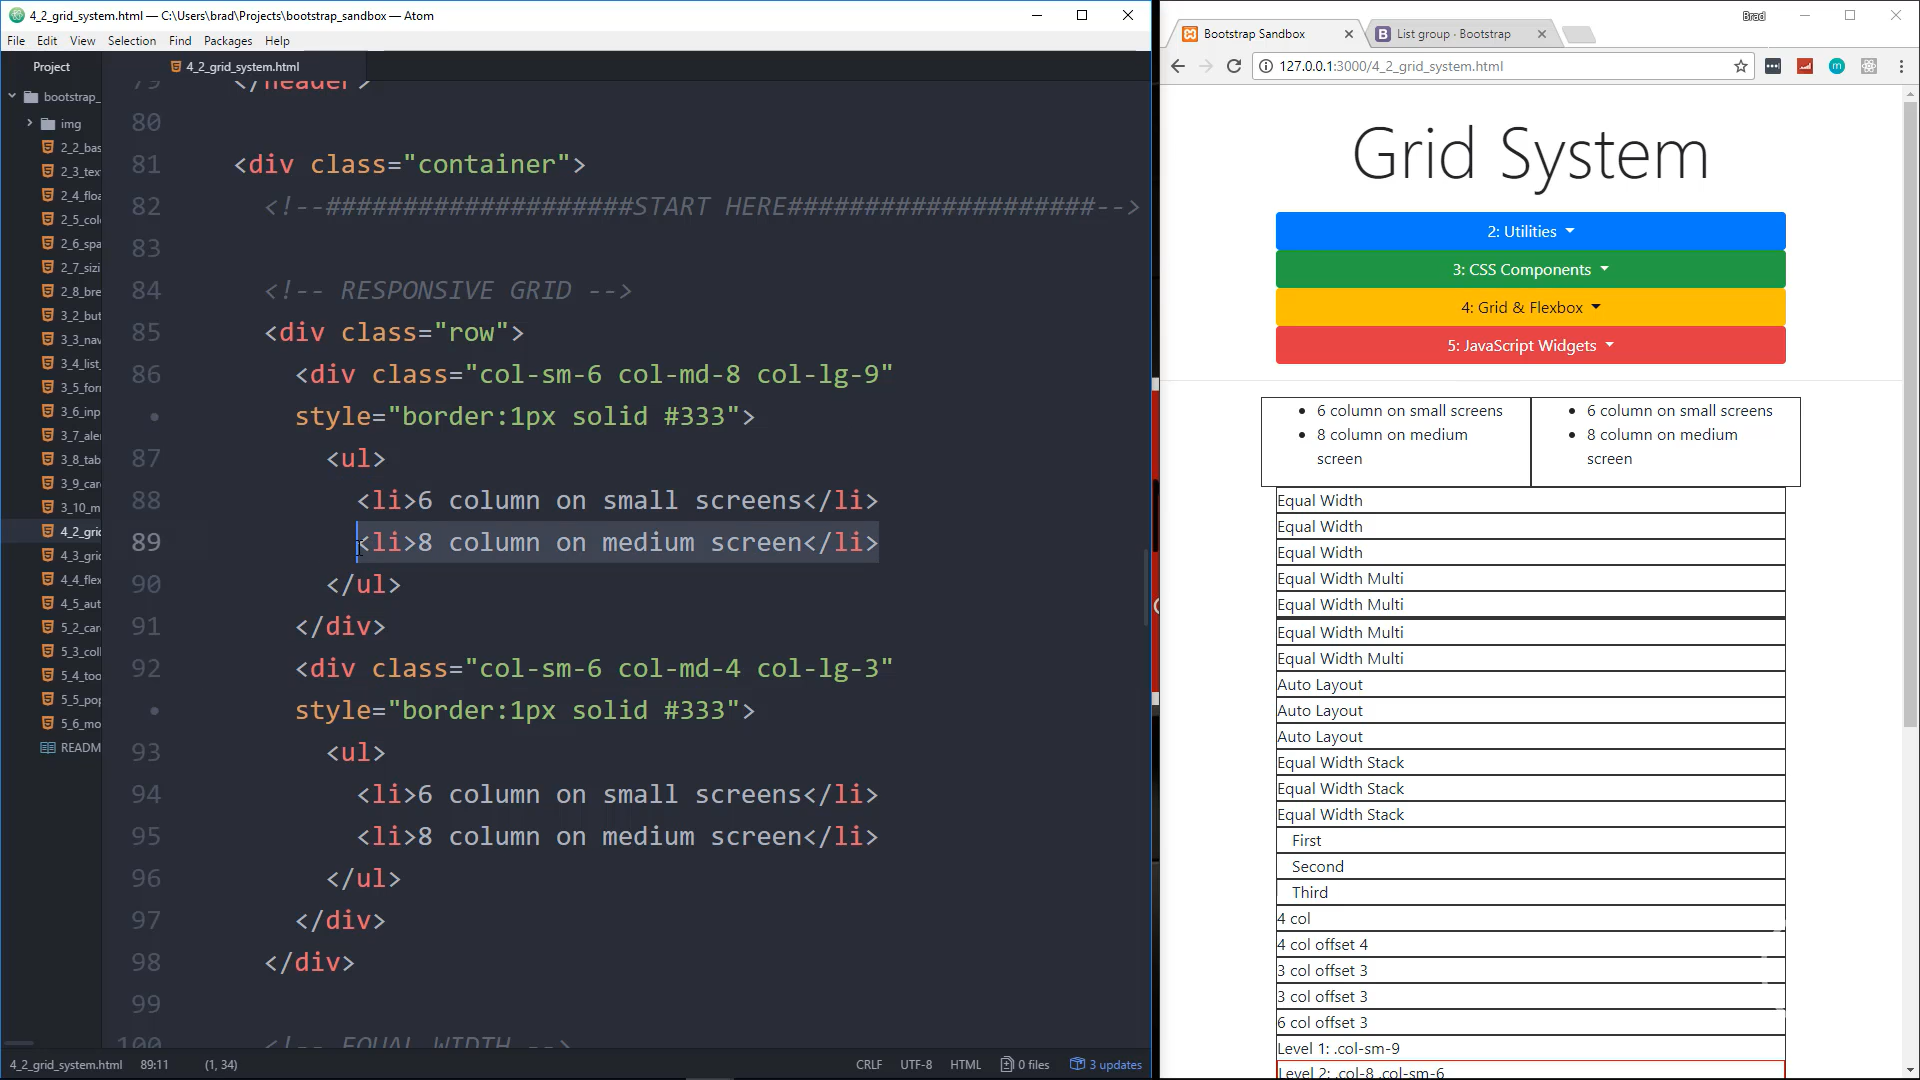 4_2_grid_system.html — C:\Users\brad\Projects\bootstrap_sandbox — Atom
File Edit View Selection Find Packages Help
Project
4_2_grid_system.html
bootstrap_
img
2_2_bas
2_3_tex
2_4_floa
2_5_colo
2_6_spa
2_7_sizi
2_8_bre
3_2_but
3_3_nav
3_4_list_
3_5_forn
3_6_inp
3_7_aler
3_8_tab
3_9_care
3_10_m
4_2_grid
4_3_grid
4_4_flex
4_5_aut
5_2_car
5_3_coll
5_4_too
5_5_pop
5_6_mo
README
79 </header>
80
81 <div class="container">
82 <!--####################START HERE####################-->
83
84 <!-- RESPONSIVE GRID -->
85 <div class="row">
86 <div class="col-sm-6 col-md-8 col-lg-9"
• style="border:1px solid #333">
87 <ul>
88 <li>6 column on small screens</li>
89 <li>8 column on medium screen</li>
90 </ul>
91 </div>
92 <div class="col-sm-6 col-md-4 col-lg-3"
• style="border:1px solid #333">
93 <ul>
94 <li>6 column on small screens</li>
95 <li>8 column on medium screen</li>
96 </ul>
97 </div>
98 </div>
99
100 <!-- EQUAL WIDTH -->
4_2_grid_system.html 89:11 (1, 34) CRLF UTF-8 HTML 0 files 3 updates
Brad
Bootstrap Sandbox
List group · Bootstrap
127.0.0.1:3000/4_2_grid_system.html
Grid System
2: Utilities
3: CSS Components
4: Grid & Flexbox
5: JavaScript Widgets
• 6 column on small screens
• 8 column on medium
screen
• 6 column on small screens
• 8 column on medium
screen
Equal Width
Equal Width
Equal Width
Equal Width Multi
Equal Width Multi
Equal Width Multi
Equal Width Multi
Auto Layout
Auto Layout
Auto Layout
Equal Width Stack
Equal Width Stack
Equal Width Stack
First
Second
Third
4 col
4 col offset 4
3 col offset 3
3 col offset 3
6 col offset 3
Level 1: .col-sm-9
Level 2: .col-8 .col-sm-6